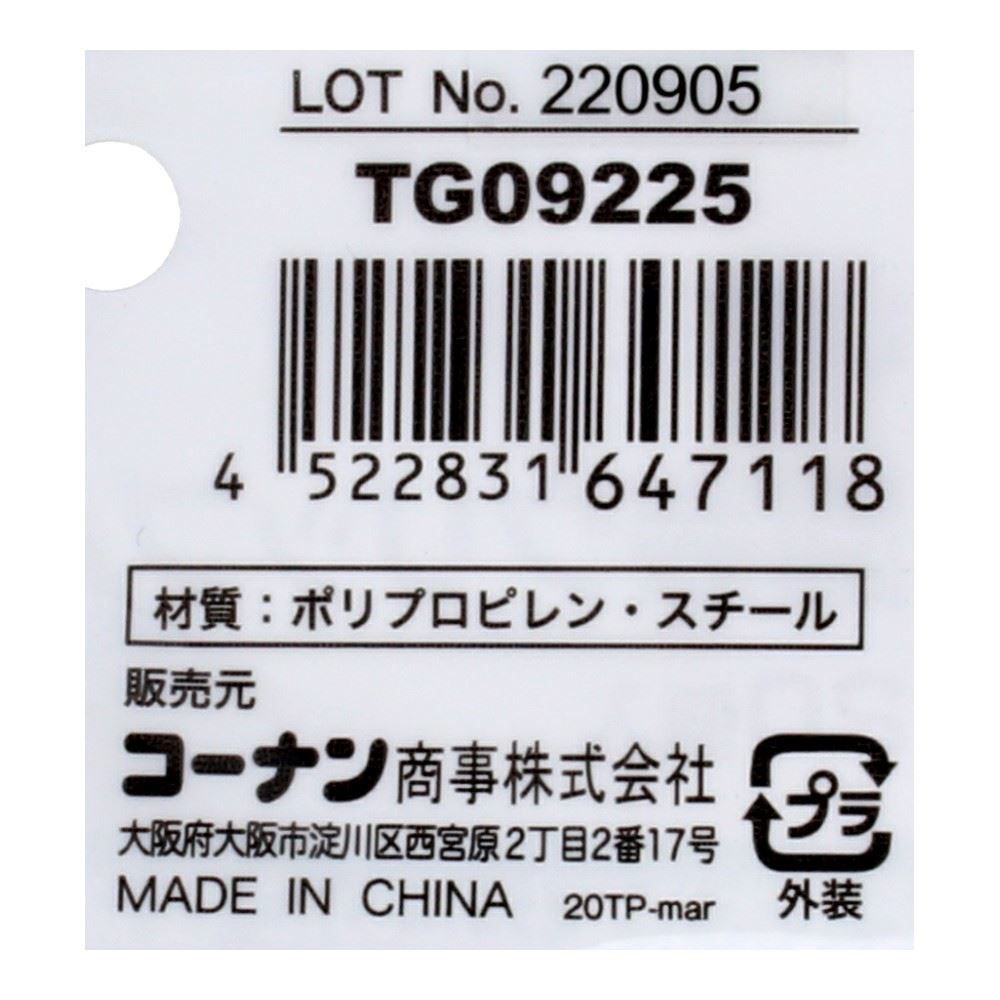 LOT No. 220905
TG09225
4 522831 647118
材質：ポリプロピレン・スチール
販売元
コーナン商事株式会社
大阪府大阪市淀川区西宮原2丁目2番17号
MADE IN CHINA 20TP-mar
プラ
外装